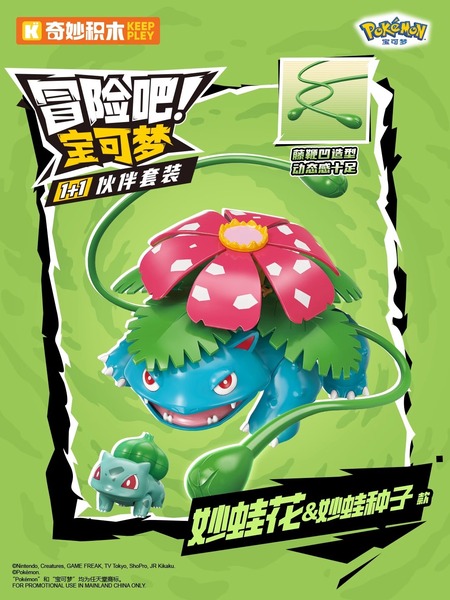 K 奇妙积木 KEEP PLEY
Pokémon
宝可梦
冒险吧!
宝可梦
1+1 伙伴套装
藤鞭凹造型
动态感十足
妙蛙花&妙蛙种子 款
©Nintendo, Creatures, GAME FREAK, TV Tokyo, ShoPro, JR Kikaku.
©Pokémon.
“Pokémon” 和 “宝可梦” 均为任天堂商标。
FOR PROMOTIONAL USE IN MAINLAND CHINA ONLY.